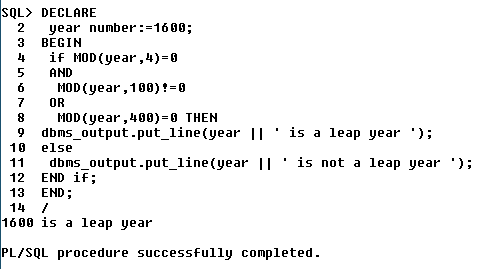 SQL> DECLARE
  2   year number:=1600;
  3  BEGIN
  4   if MOD(year,4)=0
  5   AND
  6    MOD(year,100)!=0
  7   OR
  8    MOD(year,400)=0 THEN
  9  dbms_output.put_line(year || ' is a leap year ');
 10  else
 11   dbms_output.put_line(year || ' is not a leap year ');
 12  END if;
 13  END;
 14  /
1600 is a leap year
PL/SQL procedure successfully completed.